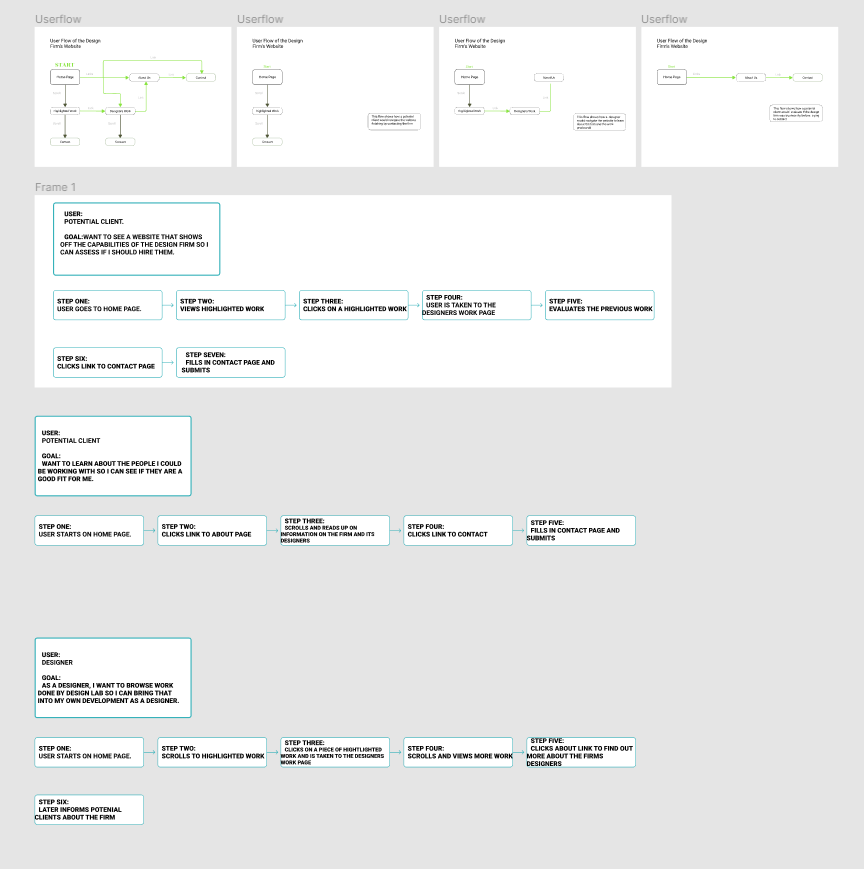 Userflow
Userflow
Userflow
Userflow
User Flow of the Design
Firm's Website
START
Home Page
About Us
Contact
Highlighted Work
Designers Work
Contact
User Flow of the Design
Firm's Website
Start
Home Page
Highlighted Work
This flow shows how a potential
User Flow of the Design
Firm's Website
Start
Home Page
Highlighted Work
Designers Work
This flow shows how a designer
User Flow of the Design
Firm's Website
Start
Home Page
About Us
Contact
Frame 1
USER:
POTENTIAL CLIENT.
GOAL:WANT TO SEE A WEBSITE THAT SHOWS
OFF THE CAPABILITIES OF THE DESIGN FIRM SO I
CAN ASSESS IF I SHOULD HIRE THEM.
STEP ONE:
USER GOES TO HOME PAGE.
STEP TWO:
VIEWS HIGHLIGHTED WORK
STEP THREE:
CLICKS ON A HIGHLIGHTED WORK
STEP FOUR:
USER IS TAKEN TO THE
DESIGNERS WORK PAGE
STEP FIVE:
EVALUATES THE PREVIOUS WORK
STEP SIX:
CLICKS LINK TO CONTACT PAGE
STEP SEVEN:
FILLS IN CONTACT PAGE AND
SUBMITS
USER:
POTENTIAL CLIENT
GOAL:
WANT TO LEARN ABOUT THE PEOPLE I COULD
BE WORKING WITH SO I CAN SEE IF THEY ARE A
GOOD FIT FOR ME.
STEP ONE:
USER STARTS ON HOME PAGE.
STEP TWO:
CLICKS LINK TO ABOUT PAGE
STEP THREE:
SCROLLS AND READS UP ON
INFORMATION ON THE FIRM AND ITS
DESIGNERS
STEP FOUR:
CLICKS LINK TO CONTACT
STEP FIVE:
FILLS IN CONTACT PAGE AND
SUBMITS
USER:
DESIGNER
GOAL:
AS A DESIGNER, I WANT TO BROWSE WORK
DONE BY DESIGN LAB SO I CAN BRING THAT
INTO MY OWN DEVELOPMENT AS A DESIGNER.
STEP ONE:
USER STARTS ON HOME PAGE.
STEP TWO:
SCROLLS TO HIGHLIGHTED WORK
STEP THREE:
CLICKS ON A PIECE OF HIGHTLIGHTED
WORK AND IS TAKEN TO THE DESIGNERS
WORK PAGE
STEP FOUR:
SCROLLS AND VIEWS MORE WORK
STEP FIVE:
CLICKS ABOUT LINK TO FIND OUT
MORE ABOUT THE FIRMS
DESIGNERS
STEP SIX:
LATER INFORMS POTENIAL
CLIENTS ABOUT THE FIRM